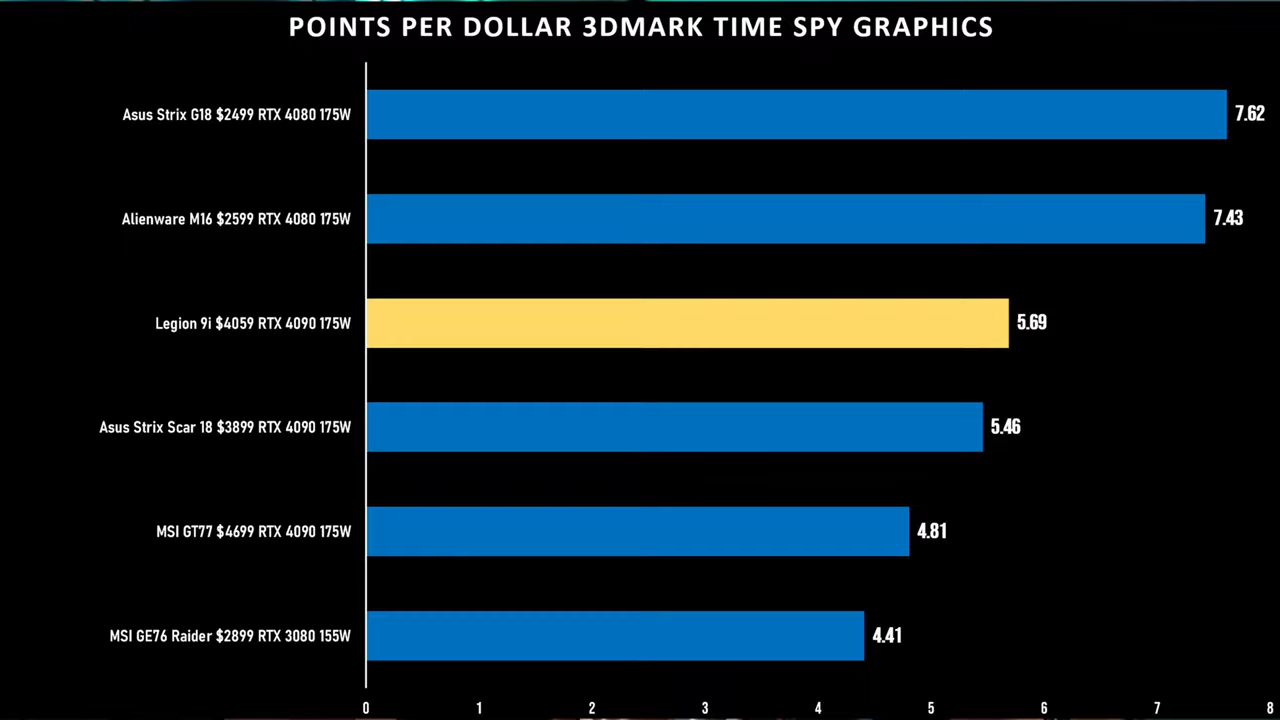 POINTS PER DOLLAR 3DMARK TIME SPY GRAPHICS
Asus Strix G18 $2499 RTX 4080 175W 7.62
Alienware M16 $2599 RTX 4080 175W 7.43
Legion 9i $4059 RTX 4090 175W 5.69
Asus Strix Scar 18 $3899 RTX 4090 175W 5.46
MSI GT77 $4699 RTX 4090 175W 4.81
MSI GE76 Raider $2899 RTX 3080 155W 4.41
0 1 2 3 4 5 6 7 8